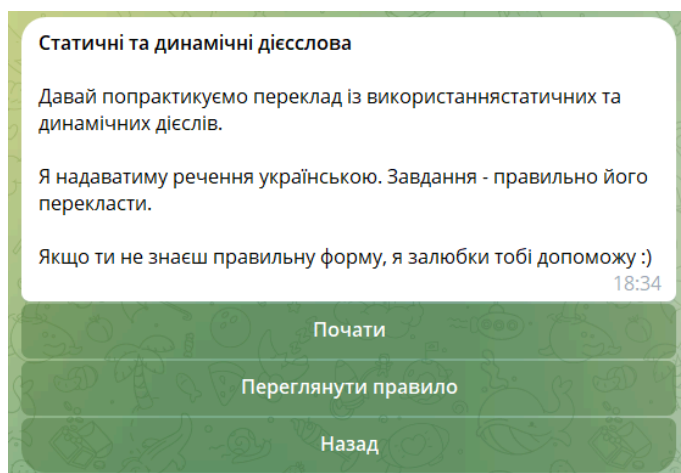 Статичні та динамічні дієсслова
Давай попрактикуємо переклад із використаннястатичних та
динамічних дієслів.
Я надаватиму речення українською. Завдання - правильно його
перекласти.
Якщо ти не знаєш правильну форму, я залюбки тобі допоможу :)
18:34
Почати
Переглянути правило
Назад